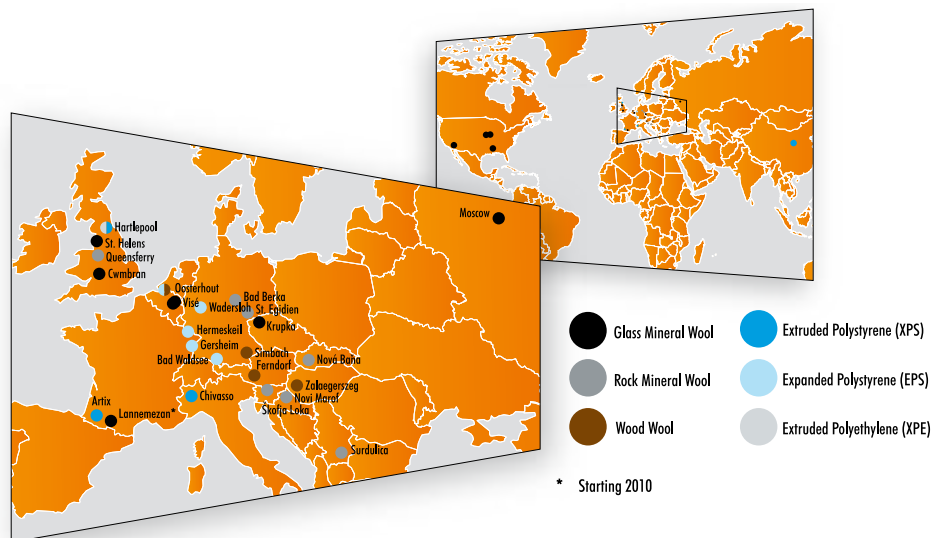 Moscow
Hartlepool
St. Helens
Queensferry
Cwmbran
Oosterhout
Visé
Wadersloh
Bad Berka
St. Egidien
Krupka
Hermeskeil
Gersheim
Bad Waldsee
Simbach
Ferndorf
Nová Baňa
Zalaegerszeg
Novi Marof
Skofja Loka
Chivasso
Artix
Lannemezan*
Surdulica
Glass Mineral Wool
Rock Mineral Wool
Wood Wool
Extruded Polystyrene (XPS)
Expanded Polystyrene (EPS)
Extruded Polyethylene (XPE)
* Starting 2010